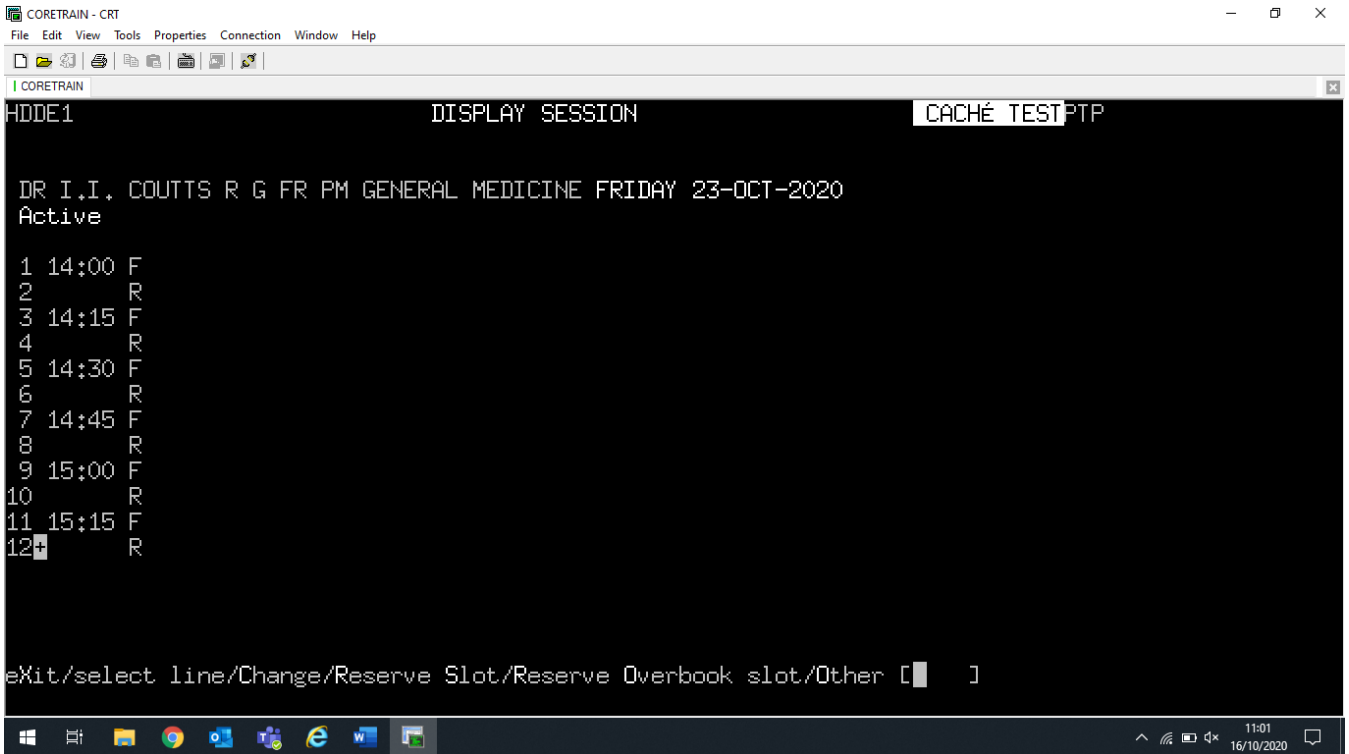 CORETRAIN - CRT
File Edit View Tools Properties Connection Window Help
CORETRAIN
HDDE1 DISPLAY SESSION CACHÉ TESTPTP
DR I.I. COUTTS R G FR PM GENERAL MEDICINE FRIDAY 23-OCT-2020
Active
1 14:00 F
2 R
3 14:15 F
4 R
5 14:30 F
6 R
7 14:45 F
8 R
9 15:00 F
10 R
11 15:15 F
12+ R
eXit/select line/Change/Reserve Slot/Reserve Overbook slot/Other [ ]
11:01
16/10/2020